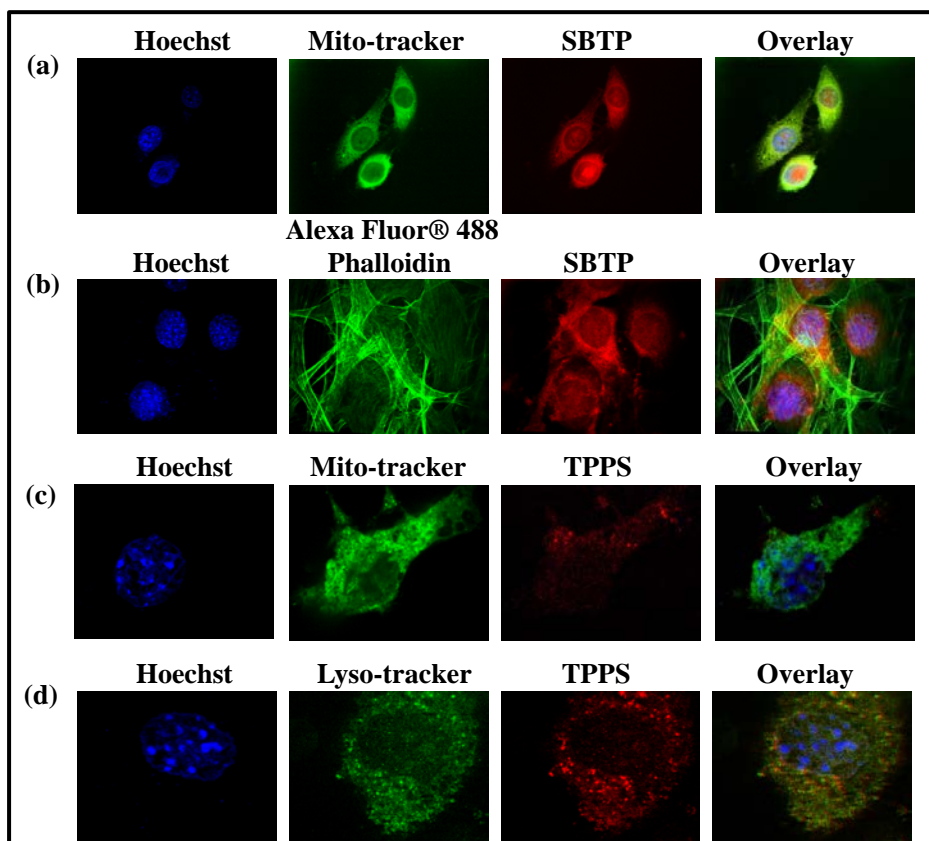 Hoechst Mito-tracker SBTP Overlay
(a)
Alexa Fluor® 488
Hoechst Phalloidin SBTP Overlay
(b)
Hoechst Mito-tracker TPPS Overlay
(c)
Hoechst Lyso-tracker TPPS Overlay
(d)